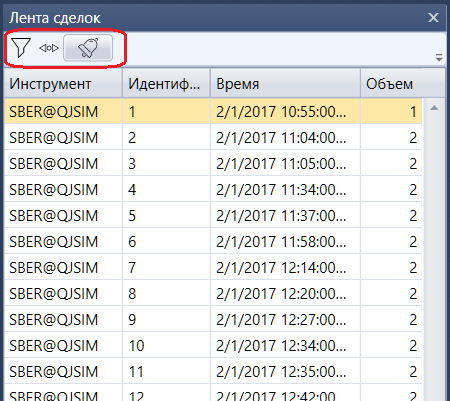 Лента сделок
Инструмент Идентиф... Время Объем
SBER@QJSIM 1 2/1/2017 10:55:00... 1
SBER@QJSIM 2 2/1/2017 11:04:00... 2
SBER@QJSIM 3 2/1/2017 11:05:00... 2
SBER@QJSIM 4 2/1/2017 11:34:00... 2
SBER@QJSIM 5 2/1/2017 11:37:00... 2
SBER@QJSIM 6 2/1/2017 11:58:00... 2
SBER@QJSIM 7 2/1/2017 12:14:00... 2
SBER@QJSIM 8 2/1/2017 12:20:00... 2
SBER@QJSIM 9 2/1/2017 12:27:00... 2
SBER@QJSIM 10 2/1/2017 12:34:00... 2
SBER@QJSIM 11 2/1/2017 12:35:00... 2
SBER@QJSIM 12 2/1/2017 12:42:00... 2